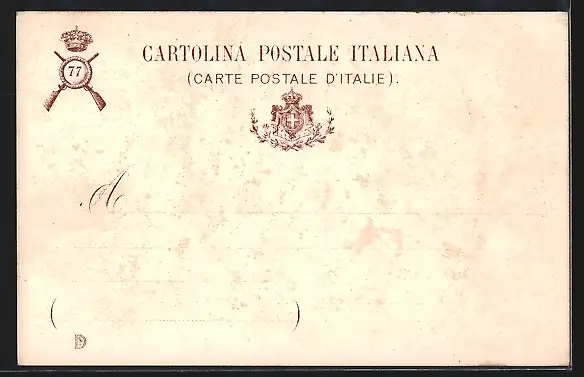 77
CARTOLINA POSTALE ITALIANA
(CARTE POSTALE D'ITALIE).
A
( )
D